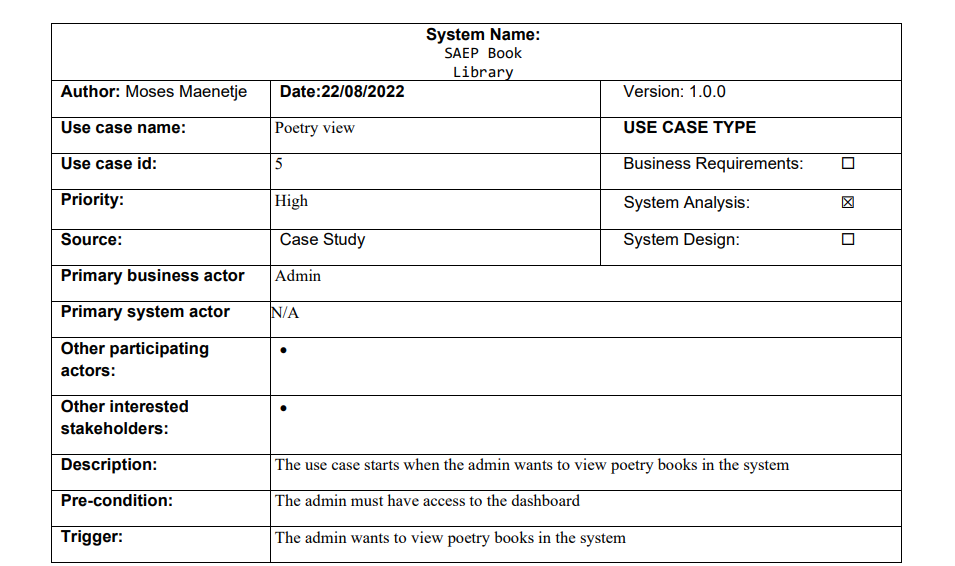 System Name:
SAEP Book
Library
Author: Moses Maenetje Date:22/08/2022 Version: 1.0.0
Use case name: Poetry view USE CASE TYPE
Use case id: 5 Business Requirements: ☐
Priority: High System Analysis: ☒
Source: Case Study System Design: ☐
Primary business actor Admin
Primary system actor N/A
Other participating •
actors:
Other interested •
stakeholders:
Description: The use case starts when the admin wants to view poetry books in the system
Pre-condition: The admin must have access to the dashboard
Trigger: The admin wants to view poetry books in the system